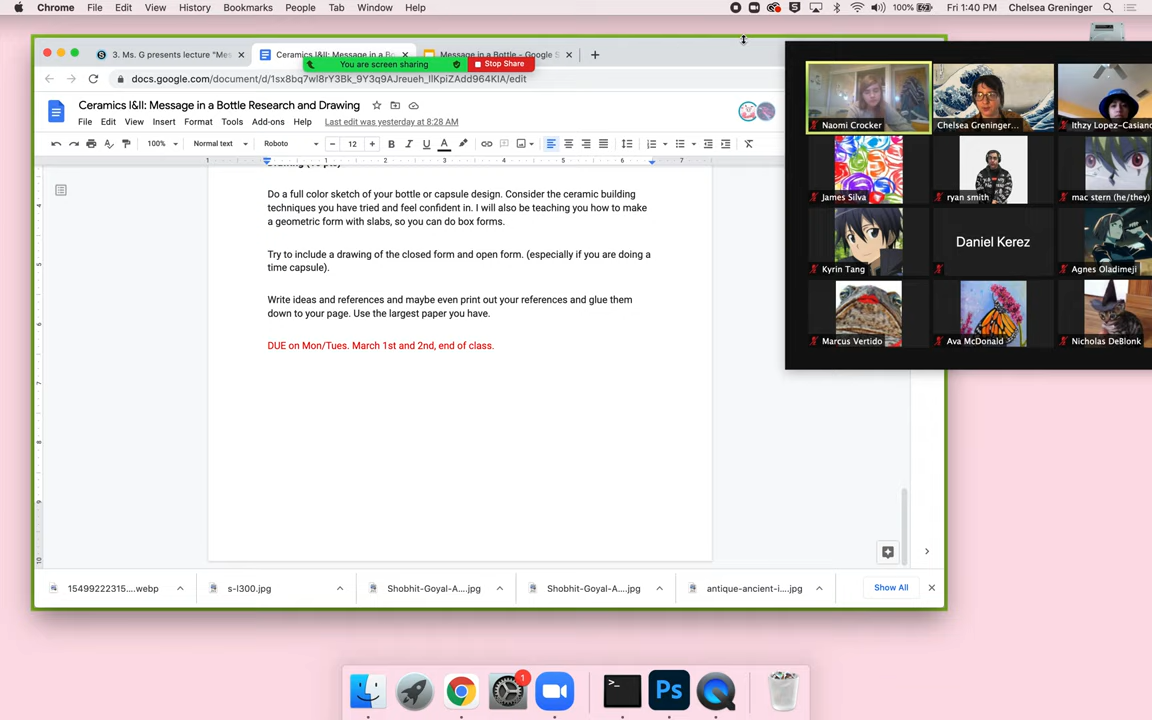 Chrome File Edit View History Bookmarks People Tab Window Help
100% Fri 1:40 PM Chelsea Greninger
3. Ms. G presents lecture "Mes
Ceramics I&II: Message in a Bo
Message in a Bottle - Google S
You are screen sharing
Stop Share
Ceramics I&II: Message in a Bottle Research and Drawing
File Edit View Insert Format Tools Add-ons Help Last edit was yesterday at 8:28 AM
100% Normal text Roboto 12
Do a full color sketch of your bottle or capsule design. Consider the ceramic building
techniques you have tried and feel confident in. I will also be teaching you how to make
a geometric form with slabs, so you can do box forms.
Try to include a drawing of the closed form and open form. (especially if you are doing a
time capsule).
Write ideas and references and maybe even print out your references and glue them
down to your page. Use the largest paper you have.
DUE on Mon/Tues. March 1st and 2nd, end of class.
Naomi Crocker
Chelsea Greninger...
Ithzy Lopez-Casiano
James Silva
ryan smith
mac stern (he/they)
Kyrin Tang
Daniel Kerez
Agnes Oladimeji
Marcus Vertido
Ava McDonald
Nicholas DeBlonk
15499222315....webp
s-l300.jpg
Shobhit-Goyal-A....jpg
Shobhit-Goyal-A....jpg
antique-ancient-i....jpg
Show All
1
Ps